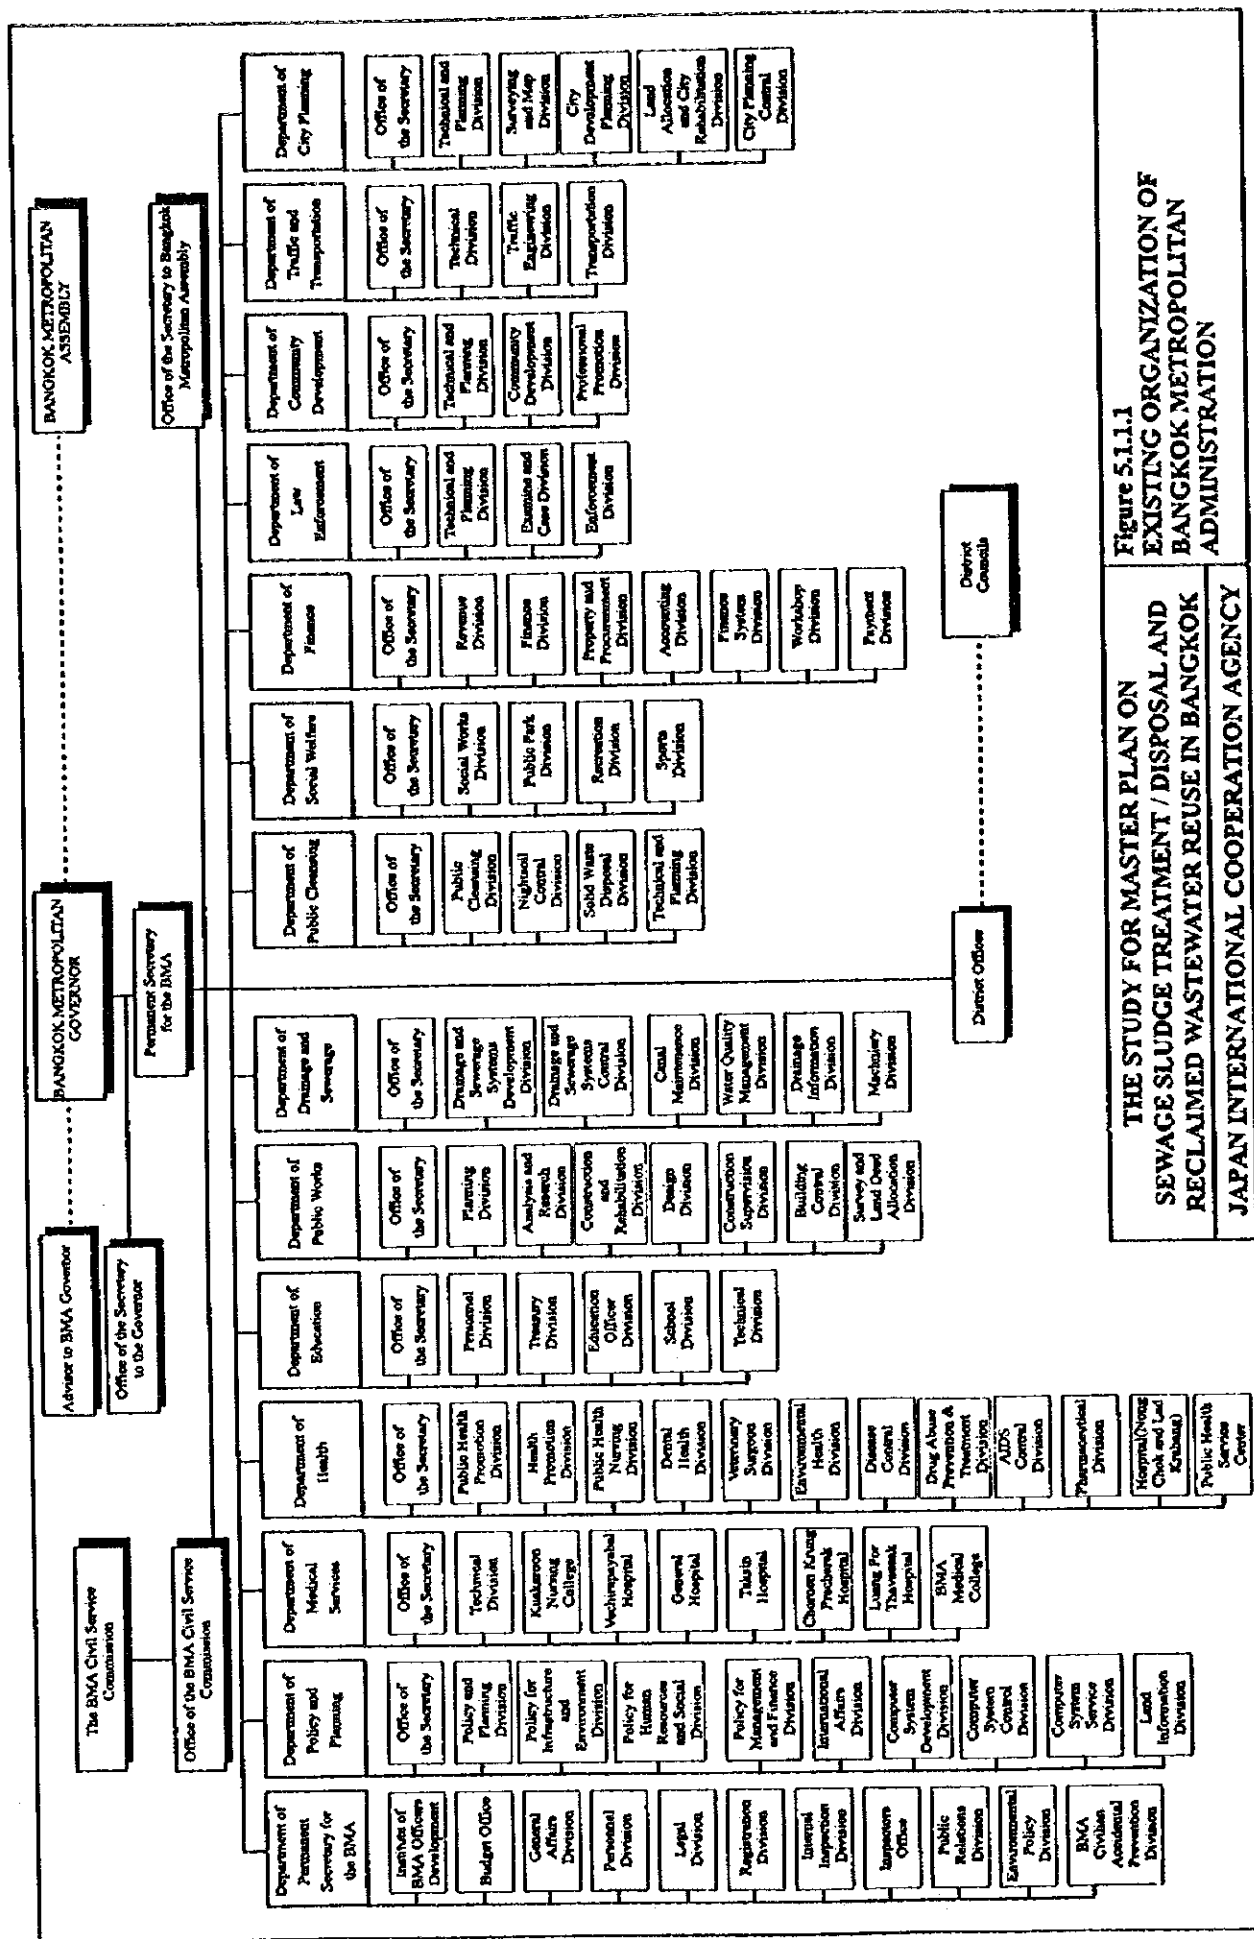 The BMA Civil Service
Commission
Office of the BMA Civil Service
Commission
Advisor to BMA Governor
Office of the Secretary
to the Governor
BANGKOK METROPOLITAN
GOVERNOR
Permanent Secretary
for the BMA
BANGKOK METROPOLITAN
ASSEMBLY
Office of the Secretary to Bangkok
Metropolitan Assembly
Department of
Permanent
Secretary for
the BMA
Institute of
BMA Officers
Development
Budget Office
General
Affairs
Division
Personnel
Division
Legal
Division
Registration
Division
Internal
Inspection
Division
Inspectors
Office
Public
Relations
Division
Environmental
Policy
Division
BMA
Civilian
Accidental
Prevention
Division
Department of
Policy and
Planning
Office of
the Secretary
Policy and
Planning
Division
Policy for
Infrastructure
and
Environment
Division
Policy for
Human
Resources
and Social
Division
Policy for
Management
and Finance
Division
International
Affairs
Division
Computer
System
Development
Division
Computer
System
Control
Division
Computer
System
Service
Division
Land
Information
Division
Department of
Medical
Services
Office of
the Secretary
Technical
Division
Kuakaroon
Nursing
College
Vechirapayabal
Hospital
General
Hospital
Taksin
Hospital
Charoen Krung
Pracharak
Hospital
Luang For
Thaveesak
Hospital
BMA
Medical
College
Department of
Health
Office of
the Secretary
Public Health
Promotion
Division
Health
Promotion
Division
Public Health
Nursing
Division
Dental
Health
Division
Veterinary
Surgeon
Division
Environmental
Health
Division
Disease
Control
Division
Drug Abuse
Prevention &
Treatment
Division
AIDS
Control
Division
Pharmaceutical
Division
Hospital(Nong
Chok and Lad
Krabang)
Public Health
Service
Center
Department of
Education
Office of
the Secretary
Personnel
Division
Treasury
Division
Education
Officer
Division
School
Division
Technical
Division
Department of
Public Works
Office of
the Secretary
Planning
Division
Analysis and
Research
Division
Construction
and
Rehabilitation
Division
Design
Division
Construction
Supervision
Division
Building
Control
Division
Survey and
Land Deed
Allocation
Division
Department of
Drainage and
Sewerage
Office of
the Secretary
Drainage and
Sewerage
Systems
Development
Division
Drainage and
Sewerage
Systems
Control
Division
Canal
Maintenance
Division
Water Quality
Management
Division
Drainage
Information
Division
Machinery
Division
Department of
Public Cleansing
Office of
the Secretary
Public
Cleansing
Division
Nightsoil
Control
Division
Solid Waste
Disposal
Division
Technical and
Planning
Division
Department of
Social Welfare
Office of
the Secretary
Social Works
Division
Public Park
Division
Recreation
Division
Sports
Division
Department of
Finance
Office of
the Secretary
Revenue
Division
Finance
Division
Property and
Procurement
Division
Accounting
Division
Finance
System
Division
Workshop
Division
Payment
Division
Department of
Law
Enforcement
Office of
the Secretary
Technical and
Planning
Division
Examine and
Case Division
Enforcement
Division
Department of
Community
Development
Office of
the Secretary
Technical and
Planning
Division
Community
Development
Division
Professional
Promotion
Division
Department of
Traffic and
Transportation
Office of
the Secretary
Technical
Division
Traffic
Engineering
Division
Transportation
Division
Department of
City Planning
Office of
the Secretary
Technical and
Planning
Division
Surveying
and Map
Division
City
Development
Planning
Division
Land
Allocation
and City
Rehabilitation
Division
City Planning
Control
Division
District Offices
District
Councils
THE STUDY FOR MASTER PLAN ON
SEWAGE SLUDGE TREATMENT / DISPOSAL AND
RECLAIMED WASTEWATER REUSE IN BANGKOK
JAPAN INTERNATIONAL COOPERATION AGENCY
Figure 5.1.1.1
EXISTING ORGANIZATION OF
BANGKOK METROPOLITAN
ADMINISTRATION